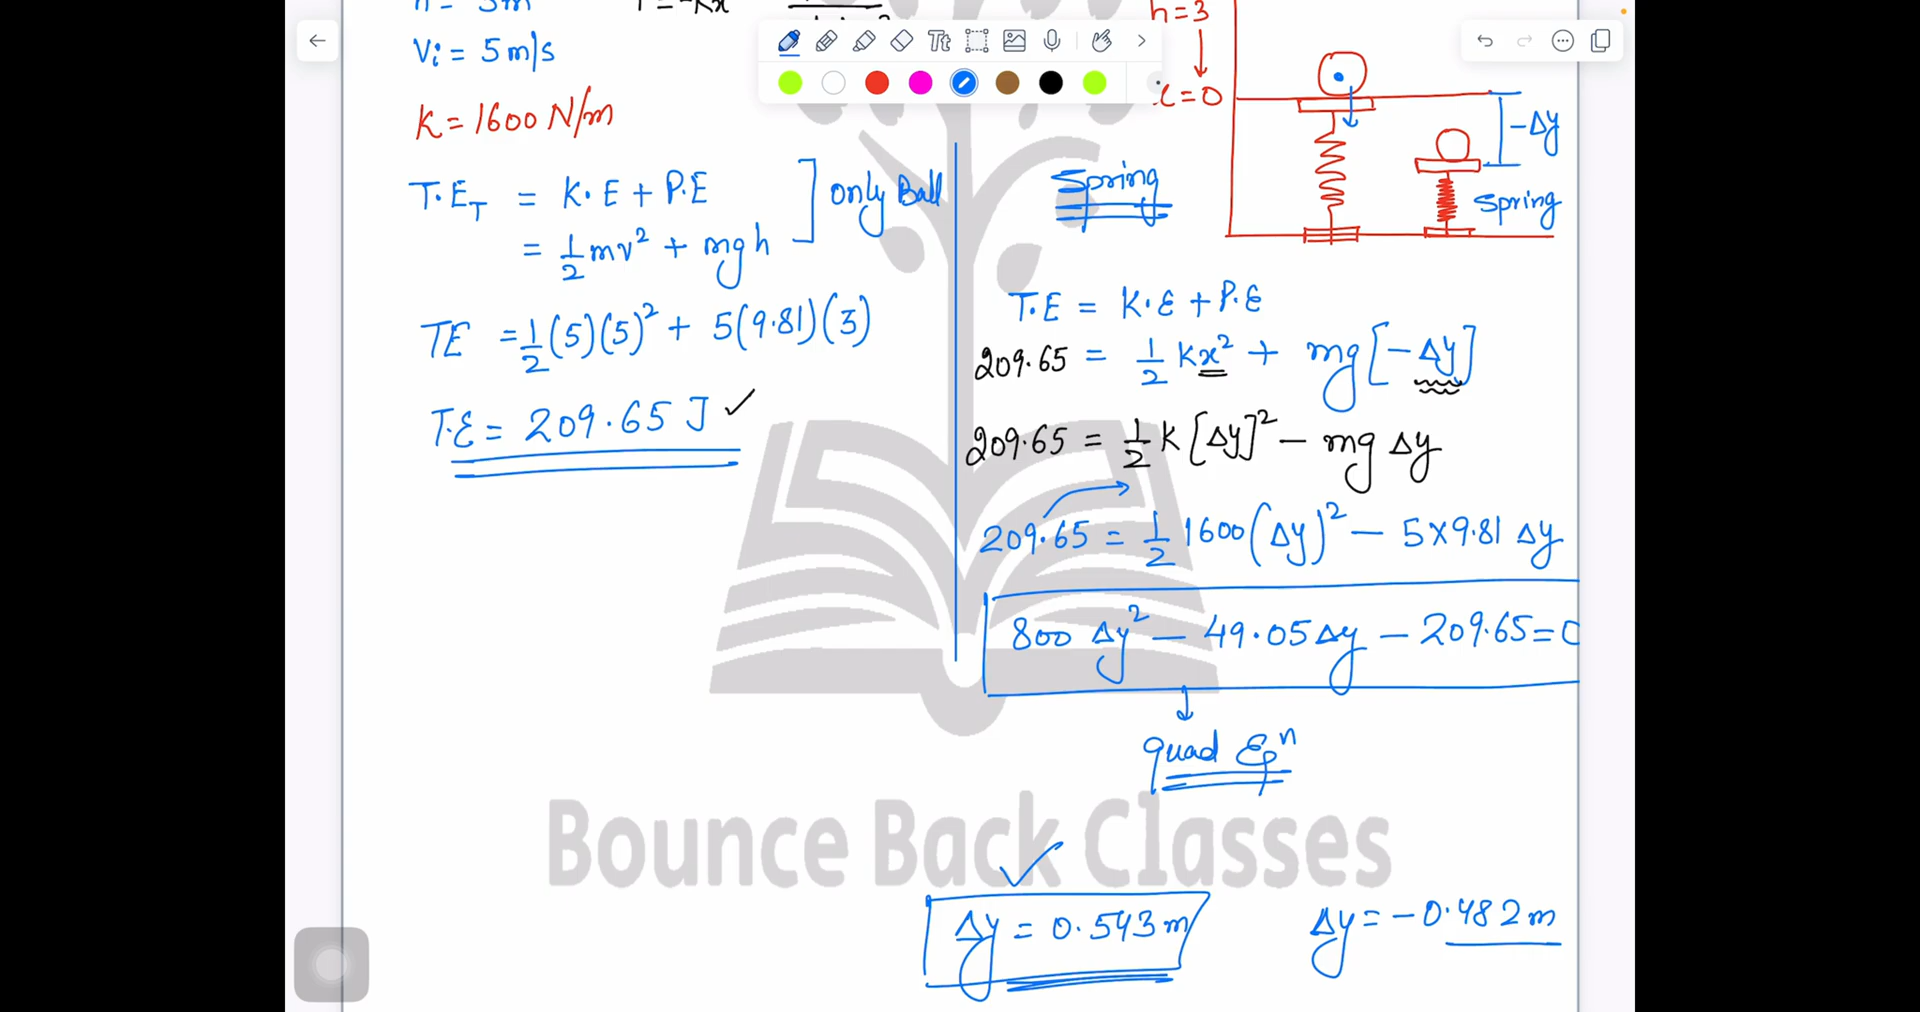 h = 3m
F = -Kx
Vi = 5 m/s
K = 1600 N/m
T.E_T = K.E + P.E
= 1/2 mv² + mgh
only Ball
TE = 1/2 (5)(5)² + 5(9.81)(3)
T.E = 209.65 J ✓
Tt
h = 3
x = 0
-Δy
Spring
Spring
T.E = K.E + P.E
209.65 = 1/2 Kx² + mg[-Δy]
209.65 = 1/2 K[Δy]² - mg Δy
209.65 = 1/2 1600(Δy)² - 5×9.81 Δy
800 Δy² - 49.05Δy - 209.65 = 0
quad Eqⁿ
Bounce Back Classes
Δy = 0.543 m
Δy = -0.482 m